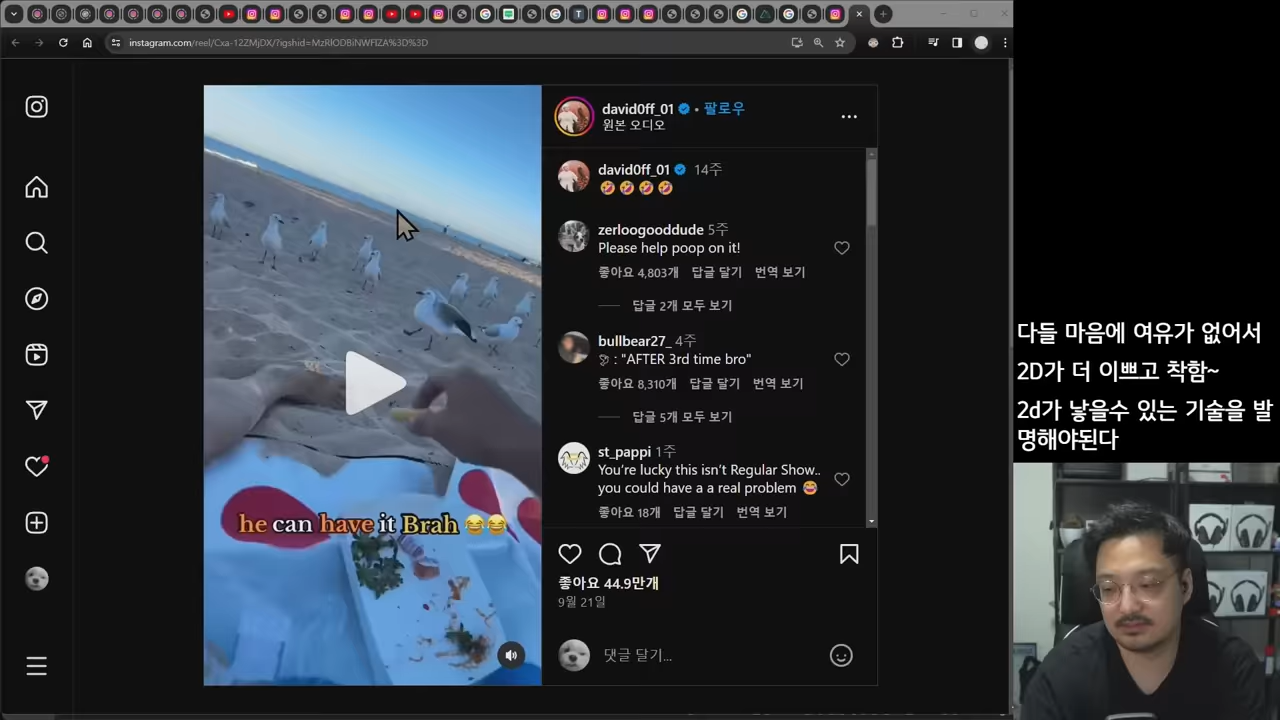 instagram.com/reel/Cxa-12ZMjDX/?igshid=MzRlODBiNWFlZA%3D%3D
david0ff_01 • 팔로우
원본 오디오
david0ff_01 14주
🤣🤣🤣🤣
zerloogooddude 5주
Please help poop on it!
좋아요 4,803개 답글 달기 번역 보기
답글 2개 모두 보기
bullbear27_ 4주
🕊 : "AFTER 3rd time bro"
좋아요 8,310개 답글 달기 번역 보기
답글 5개 모두 보기
st_pappi 1주
You're lucky this isn't Regular Show..
you could have a a real problem 😂
좋아요 18개 답글 달기 번역 보기
he can have it Brah 😂😂
좋아요 44.9만개
9월 21일
댓글 달기...
다들 마음에 여유가 없어서
2D가 더 이쁘고 착함~
2d가 낳을수 있는 기술을 발
명해야된다